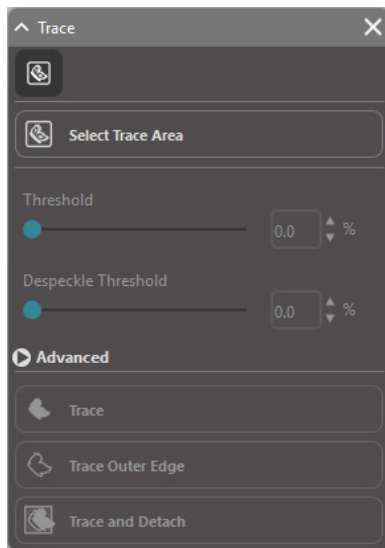 Trace
Select Trace Area
Threshold
0.0 %
Despeckle Threshold
0.0 %
Advanced
Trace
Trace Outer Edge
Trace and Detach